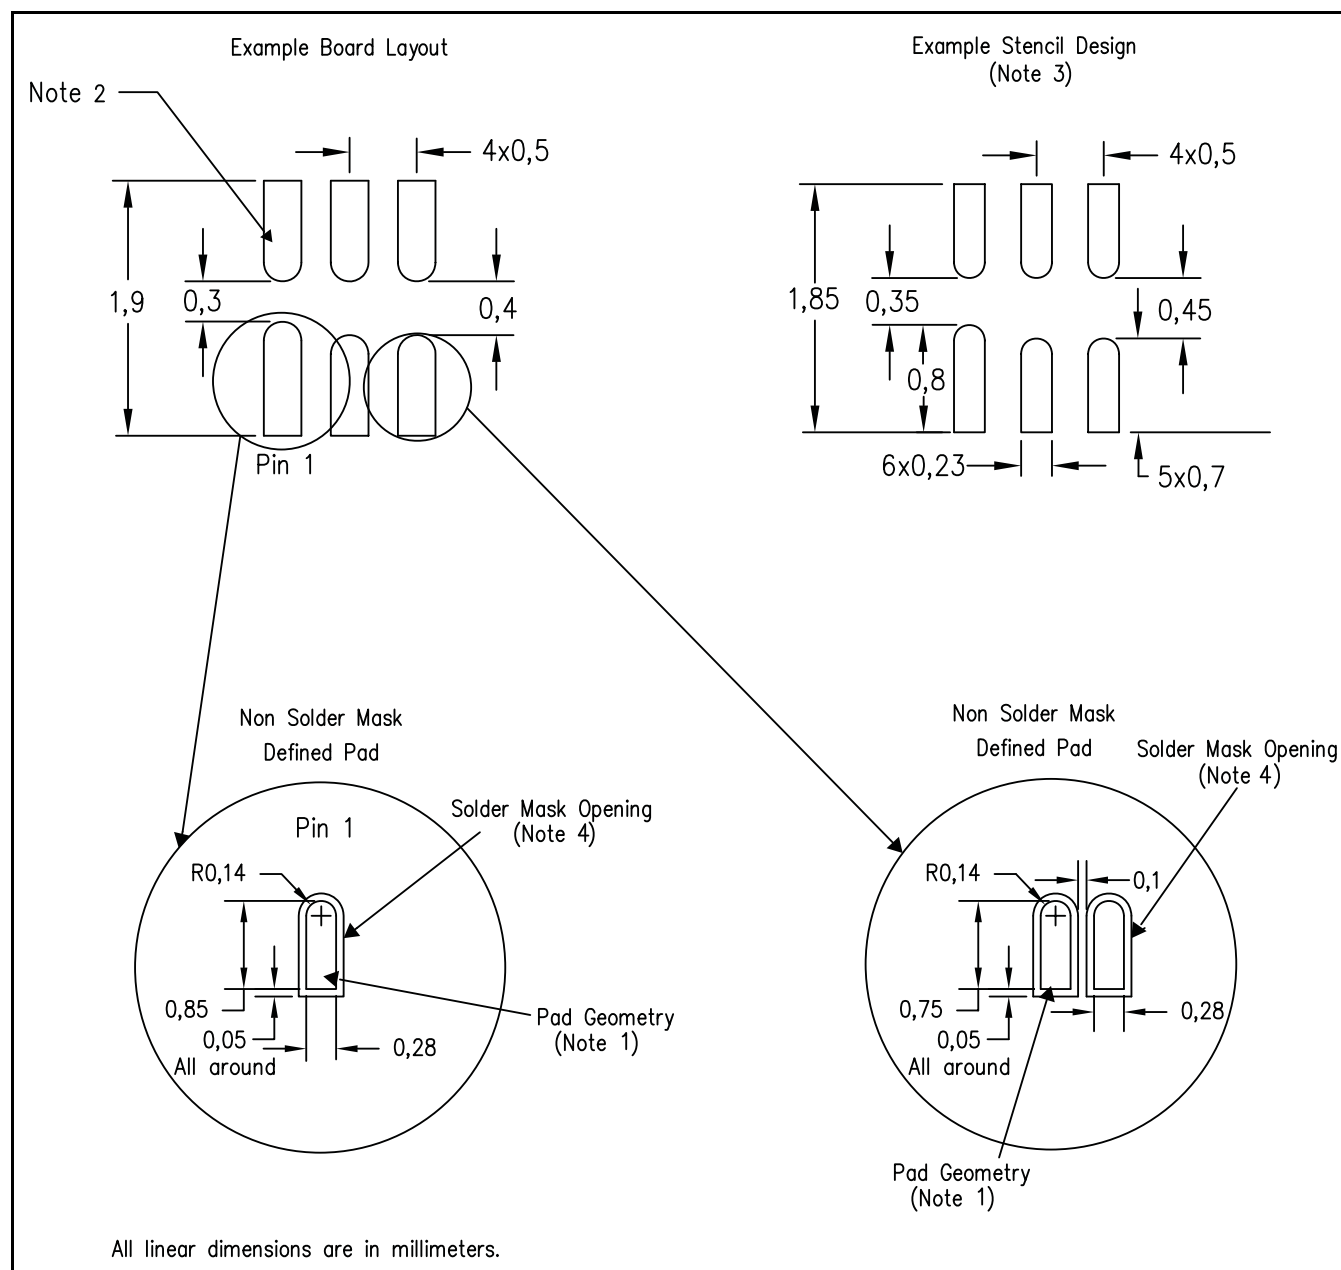 Example Board Layout
Note 2
4x0,5
1,9
0,3
0,4
Pin 1
Example Stencil Design
(Note 3)
4x0,5
1,85
0,35
0,45
0,8
6x0,23
5x0,7
Non Solder Mask
Defined Pad
Pin 1
Solder Mask Opening
(Note 4)
R0,14
0,85
0,05
All around
0,28
Pad Geometry
(Note 1)
Non Solder Mask
Defined Pad
Solder Mask Opening
(Note 4)
R0,14
0,1
0,75
0,05
All around
0,28
Pad Geometry
(Note 1)
All linear dimensions are in millimeters.